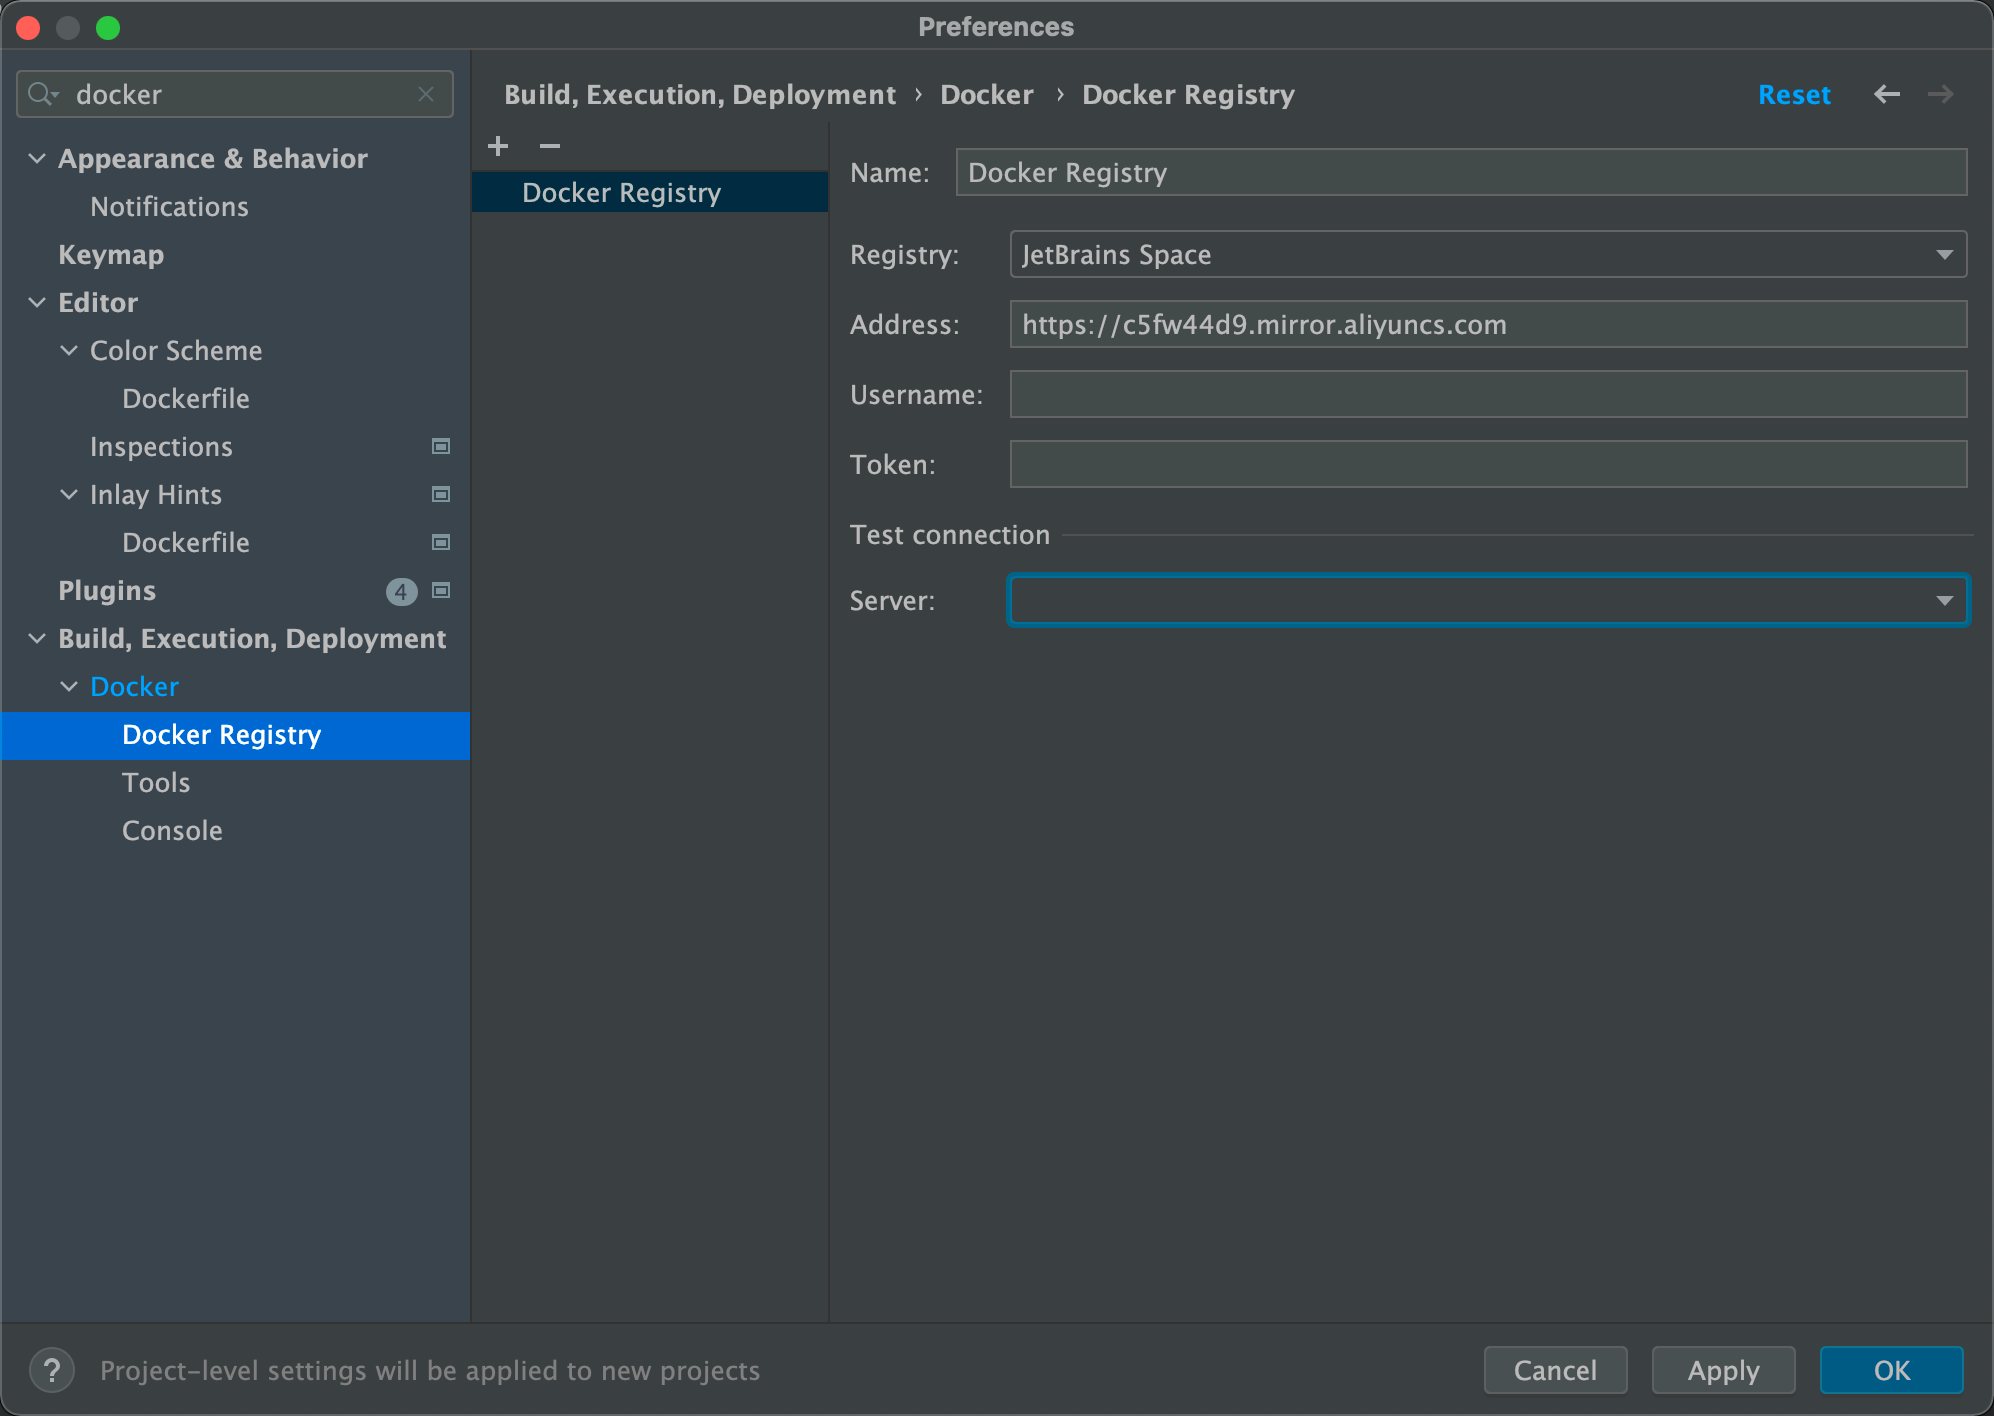 Preferences
docker
Appearance & Behavior
Notifications
Keymap
Editor
Color Scheme
Dockerfile
Inspections
Inlay Hints
Dockerfile
Plugins 4
Build, Execution, Deployment
Docker
Docker Registry
Tools
Console
Build, Execution, Deployment › Docker › Docker Registry
Reset
Docker Registry
Name: Docker Registry
Registry: JetBrains Space
Address: https://c5fw44d9.mirror.aliyuncs.com
Username:
Token:
Test connection
Server:
? Project-level settings will be applied to new projects
Cancel Apply OK